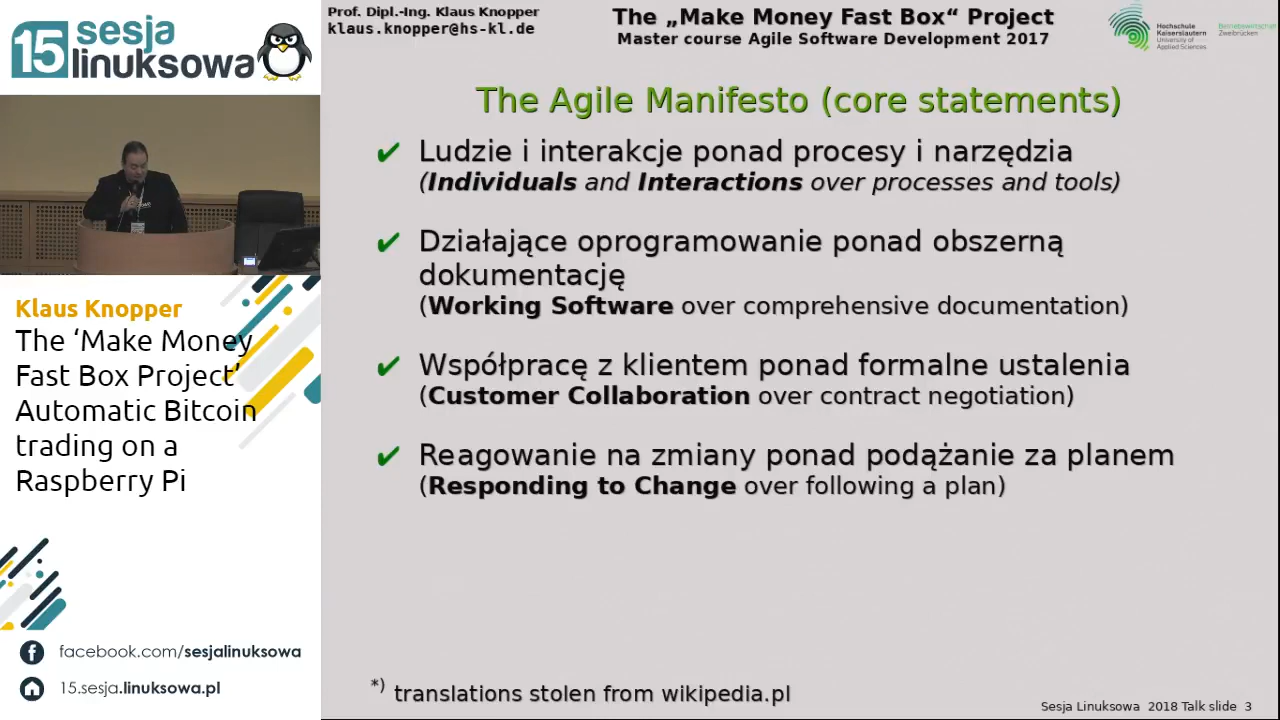 15 sesja
linuksowa
Klaus Knopper
The ‘Make Money
Fast Box Project’
Automatic Bitcoin
trading on a
Raspberry Pi
facebook.com/sesjalinuksowa
15.sesja.linuksowa.pl
Prof. Dipl.-Ing. Klaus Knopper
klaus.knopper@hs-kl.de
The „Make Money Fast Box“ Project
Master course Agile Software Development 2017
Hochschule
Kaiserslautern
University of
Applied Sciences
Betriebswirtschaft
Zweibrücken
The Agile Manifesto (core statements)
✔ Ludzie i interakcje ponad procesy i narzędzia
(Individuals and Interactions over processes and tools)
✔ Działające oprogramowanie ponad obszerną
dokumentację
(Working Software over comprehensive documentation)
✔ Współpracę z klientem ponad formalne ustalenia
(Customer Collaboration over contract negotiation)
✔ Reagowanie na zmiany ponad podążanie za planem
(Responding to Change over following a plan)
*) translations stolen from wikipedia.pl
Sesja Linuksowa 2018 Talk slide 3